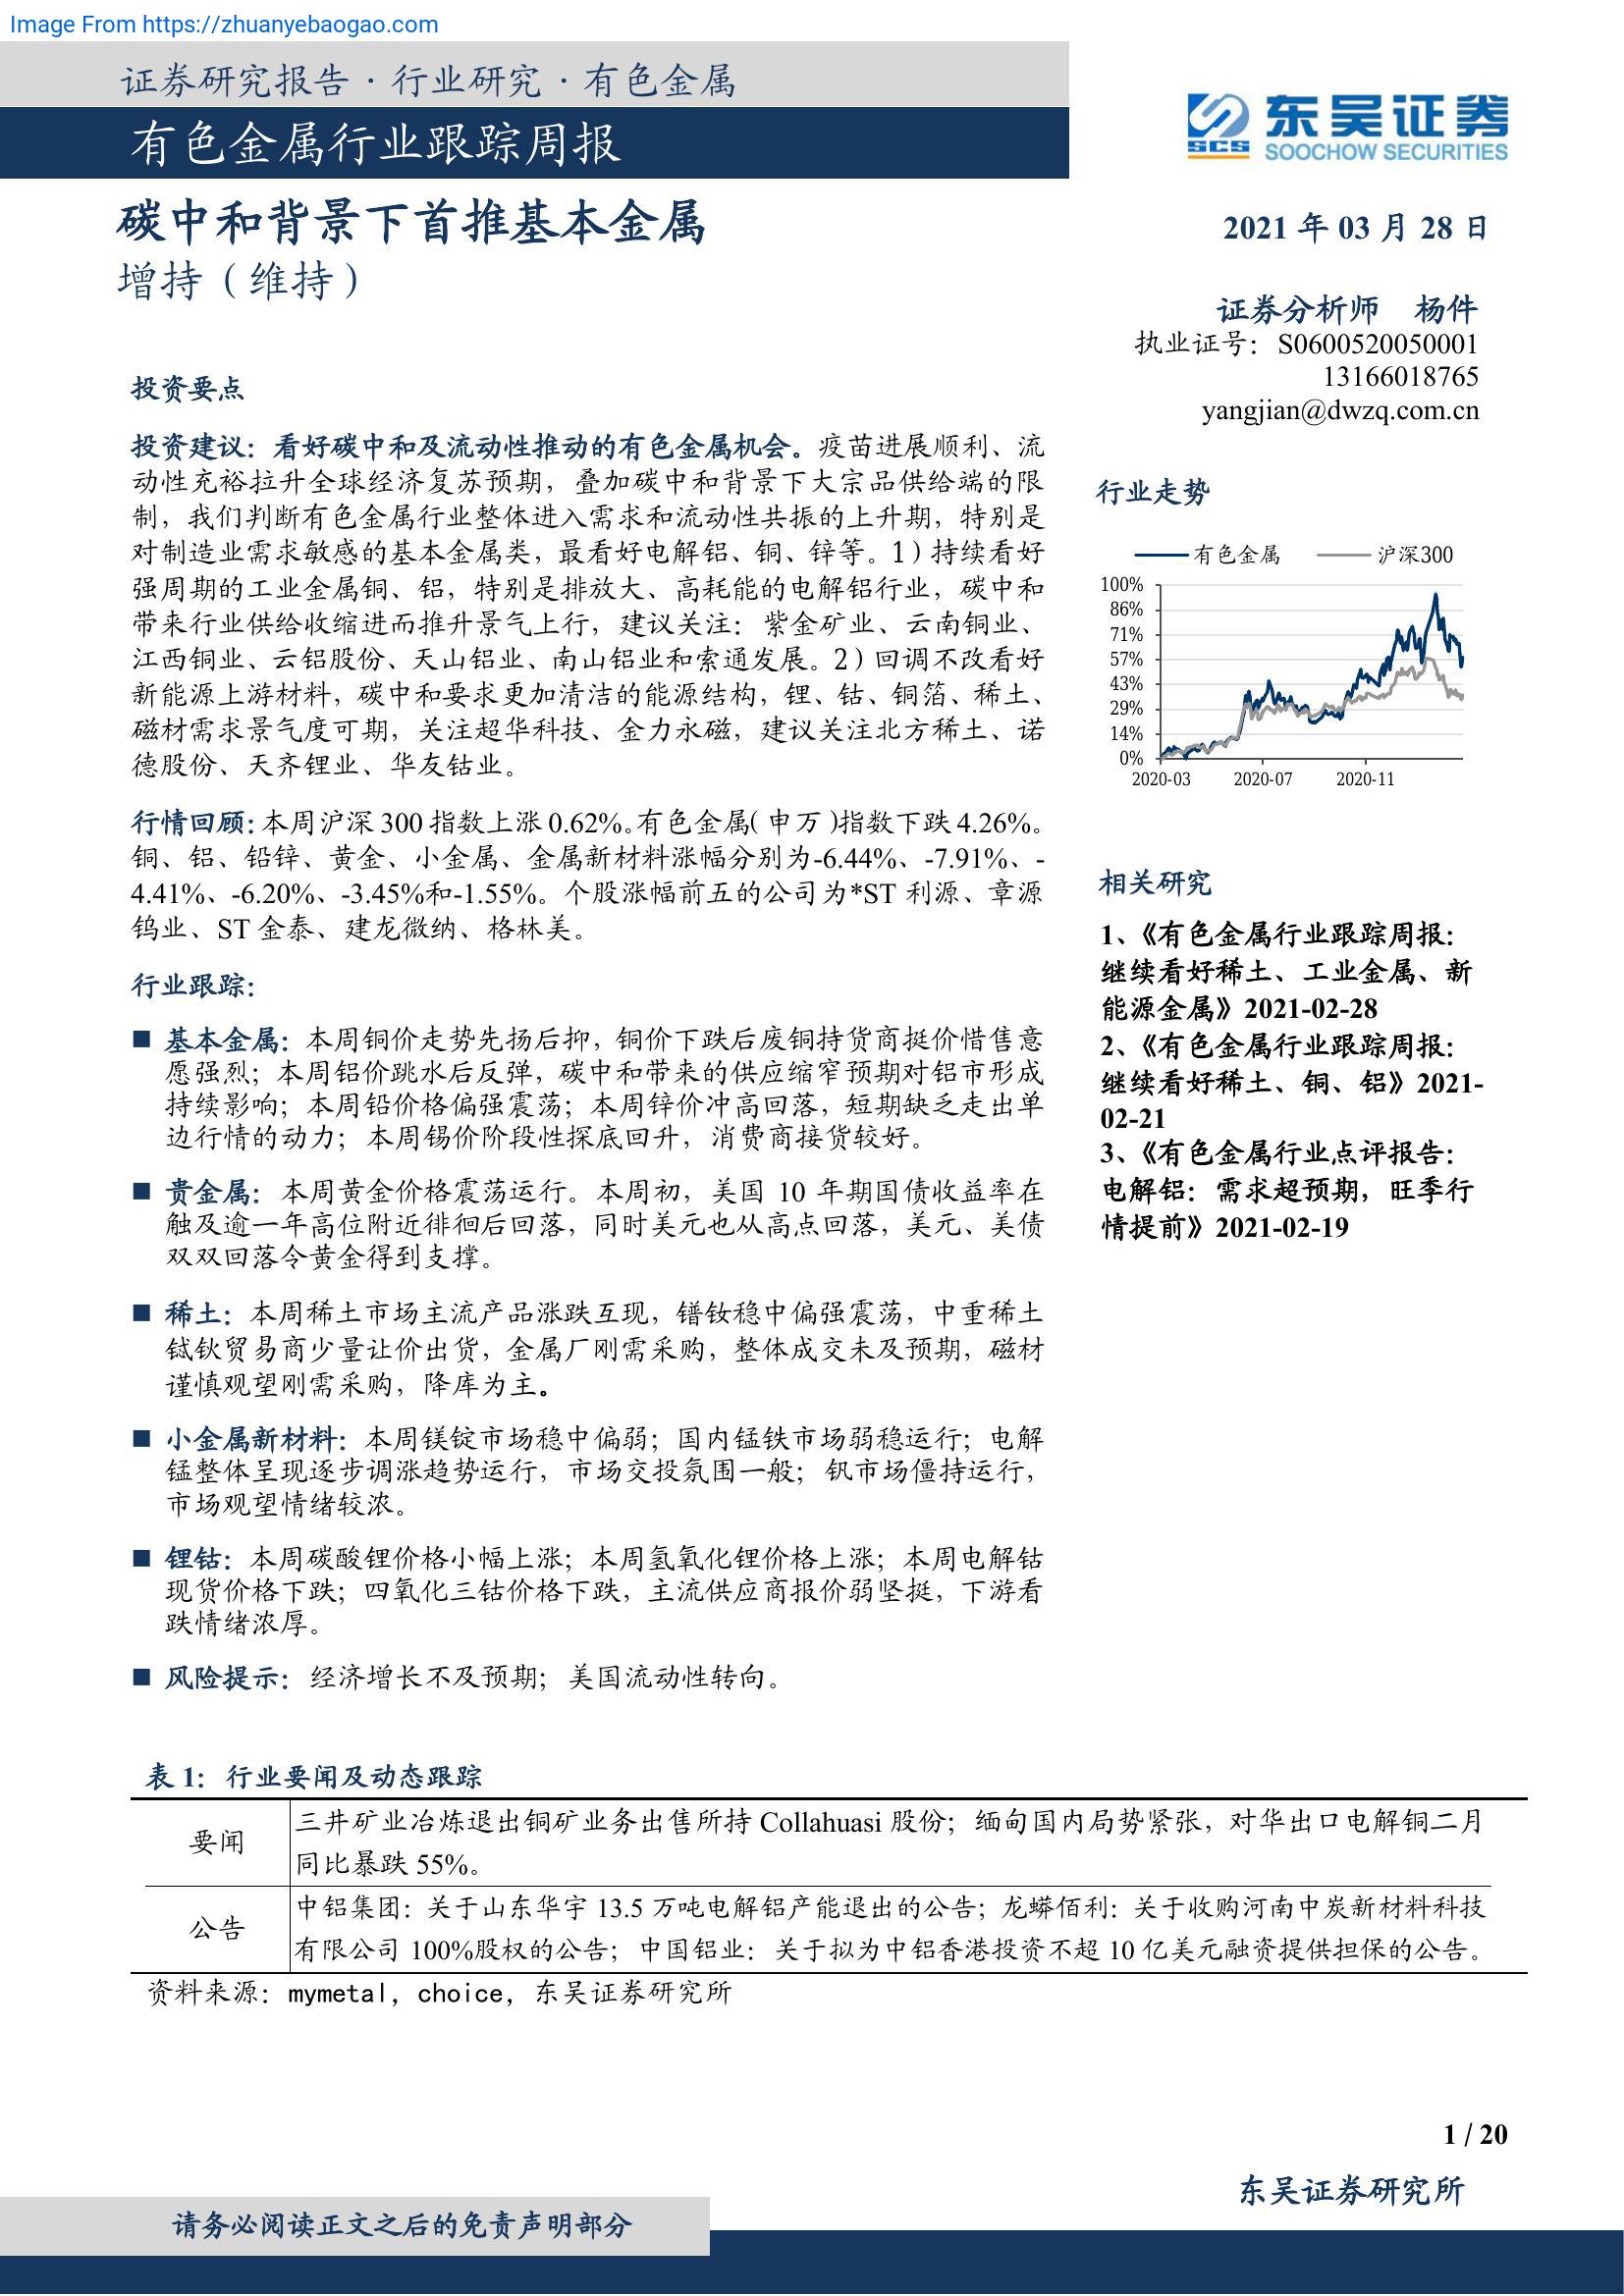 Image From https://zhuanyebaogao.com
证券研究报告·行业研究·有色金属
有色金属行业跟踪周报
东吴证券
SCS
SOOCHOW SECURITIES
碳中和背景下首推基本金属
增持（维持）
2021 年 03 月 28 日
证券分析师 杨件
执业证号：S0600520050001
13166018765
yangjian@dwzq.com.cn
投资要点
投资建议：看好碳中和及流动性推动的有色金属机会。疫苗进展顺利、流
动性充裕拉升全球经济复苏预期，叠加碳中和背景下大宗品供给端的限
制，我们判断有色金属行业整体进入需求和流动性共振的上升期，特别是
对制造业需求敏感的基本金属类，最看好电解铝、铜、锌等。1）持续看好
强周期的工业金属铜、铝，特别是排放大、高耗能的电解铝行业，碳中和
带来行业供给收缩进而推升景气上行，建议关注：紫金矿业、云南铜业、
江西铜业、云铝股份、天山铝业、南山铝业和索通发展。2）回调不改看好
新能源上游材料，碳中和要求更加清洁的能源结构，锂、钴、铜箔、稀土、
磁材需求景气度可期，关注超华科技、金力永磁，建议关注北方稀土、诺
德股份、天齐锂业、华友钴业。
行情回顾：本周沪深 300 指数上涨 0.62%。有色金属（申万）指数下跌 4.26%。
铜、铝、铅锌、黄金、小金属、金属新材料涨幅分别为-6.44%、-7.91%、-
4.41%、-6.20%、-3.45%和-1.55%。个股涨幅前五的公司为*ST 利源、章源
钨业、ST 金泰、建龙微纳、格林美。
行业跟踪：
■ 基本金属：本周铜价走势先扬后抑，铜价下跌后废铜持货商挺价惜售意
愿强烈；本周铝价跳水后反弹，碳中和带来的供应缩窄预期对铝市形成
持续影响；本周铅价格偏强震荡；本周锌价冲高回落，短期缺乏走出单
边行情的动力；本周锡价阶段性探底回升，消费商接货较好。
■ 贵金属：本周黄金价格震荡运行。本周初，美国 10 年期国债收益率在
触及逾一年高位附近徘徊后回落，同时美元也从高点回落，美元、美债
双双回落令黄金得到支撑。
■ 稀土：本周稀土市场主流产品涨跌互现，镨钕稳中偏强震荡，中重稀土
铽钬贸易商少量让价出货，金属厂刚需采购，整体成交未及预期，磁材
谨慎观望刚需采购，降库为主。
■ 小金属新材料：本周镁锭市场稳中偏弱；国内锰铁市场弱稳运行；电解
锰整体呈现逐步调涨趋势运行，市场交投氛围一般；钒市场僵持运行，
市场观望情绪较浓。
■ 锂钴：本周碳酸锂价格小幅上涨；本周氢氧化锂价格上涨；本周电解钴
现货价格下跌；四氧化三钴价格下跌，主流供应商报价弱坚挺，下游看
跌情绪浓厚。
■ 风险提示：经济增长不及预期；美国流动性转向。
行业走势
有色金属 沪深300
100%
86%
71%
57%
43%
29%
14%
0%
2020-03 2020-07 2020-11
相关研究
1、《有色金属行业跟踪周报：
继续看好稀土、工业金属、新
能源金属》2021-02-28
2、《有色金属行业跟踪周报：
继续看好稀土、铜、铝》2021-
02-21
3、《有色金属行业点评报告：
电解铝：需求超预期，旺季行
情提前》2021-02-19
表 1：行业要闻及动态跟踪
要闻
三井矿业冶炼退出铜矿业务出售所持 Collahuasi 股份；缅甸国内局势紧张，对华出口电解铜二月
同比暴跌 55%。
公告
中铝集团：关于山东华宇 13.5 万吨电解铝产能退出的公告；龙蟒佰利：关于收购河南中炭新材料科技
有限公司 100%股权的公告；中国铝业：关于拟为中铝香港投资不超 10 亿美元融资提供担保的公告。
资料来源：mymetal，choice，东吴证券研究所
1 / 20
东吴证券研究所
请务必阅读正文之后的免责声明部分